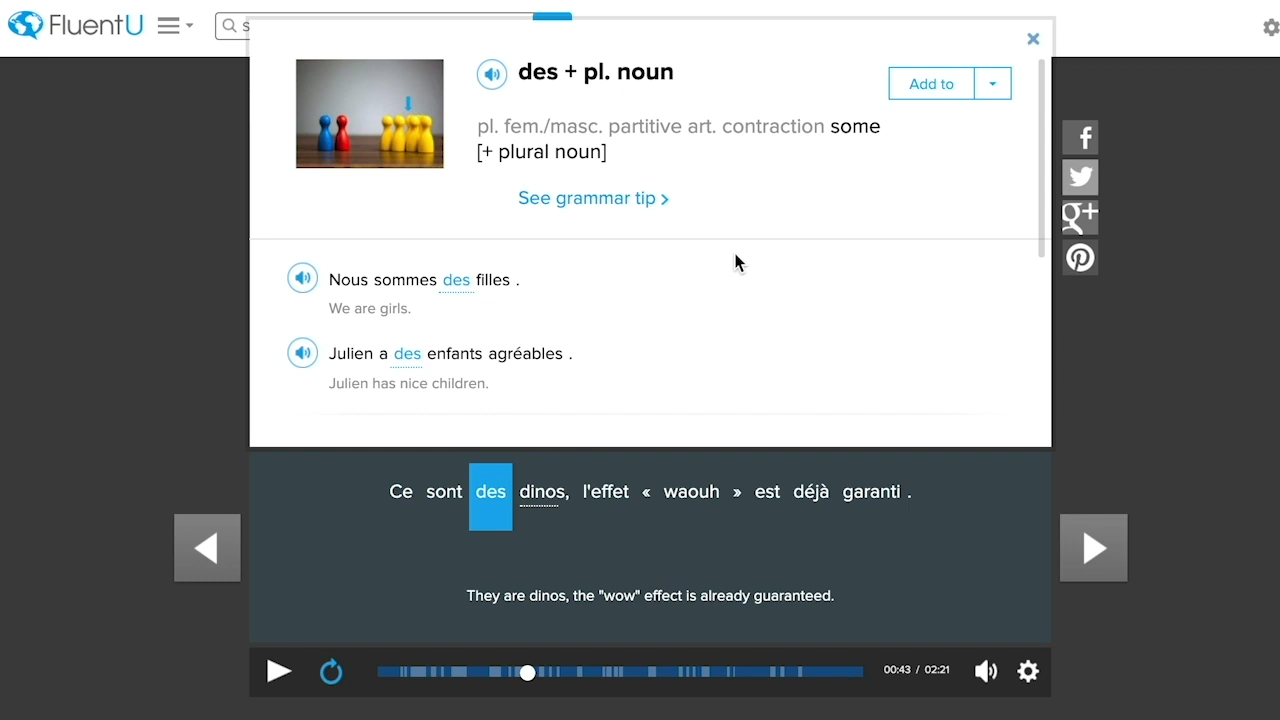 FluentU
s
des + pl. noun
Add to
pl. fem./masc. partitive art. contraction some
[+ plural noun]
See grammar tip >
Nous sommes des filles .
We are girls.
Julien a des enfants agréables .
Julien has nice children.
f
g+
Ce sont des dinos, l'effet « waouh » est déjà garanti .
They are dinos, the "wow" effect is already guaranteed.
00:43 / 02:21